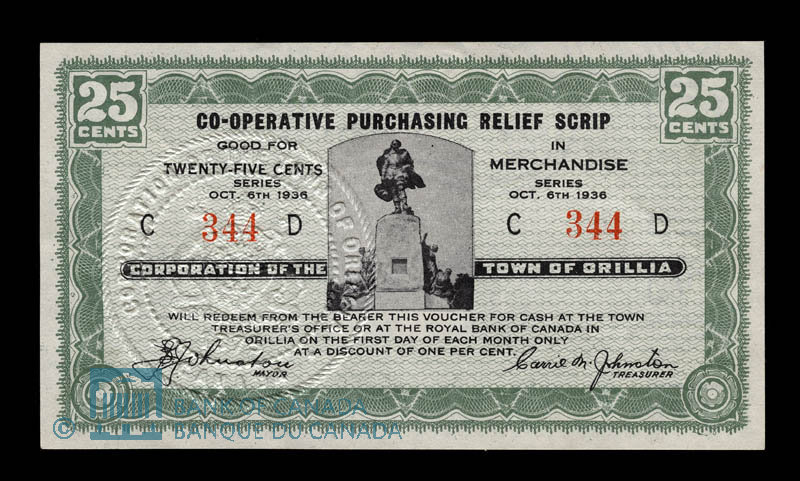 25 CENTS
25 CENTS
CO-OPERATIVE PURCHASING RELIEF SCRIP
GOOD FOR
TWENTY-FIVE CENTS
SERIES
OCT. 6TH 1936
C 344 D
IN
MERCHANDISE
SERIES
OCT. 6TH 1936
C 344 D
CORPORATION OF THE TOWN OF ORILLIA
WILL REDEEM FROM THE BEARER THIS VOUCHER FOR CASH AT THE TOWN
TREASURER'S OFFICE OR AT THE ROYAL BANK OF CANADA IN
ORILLIA ON THE FIRST DAY OF EACH MONTH ONLY
AT A DISCOUNT OF ONE PER CENT.
Johnston
MAYOR
Carrie M. Johnston
TREASURER
© BANK OF CANADA
BANQUE DU CANADA